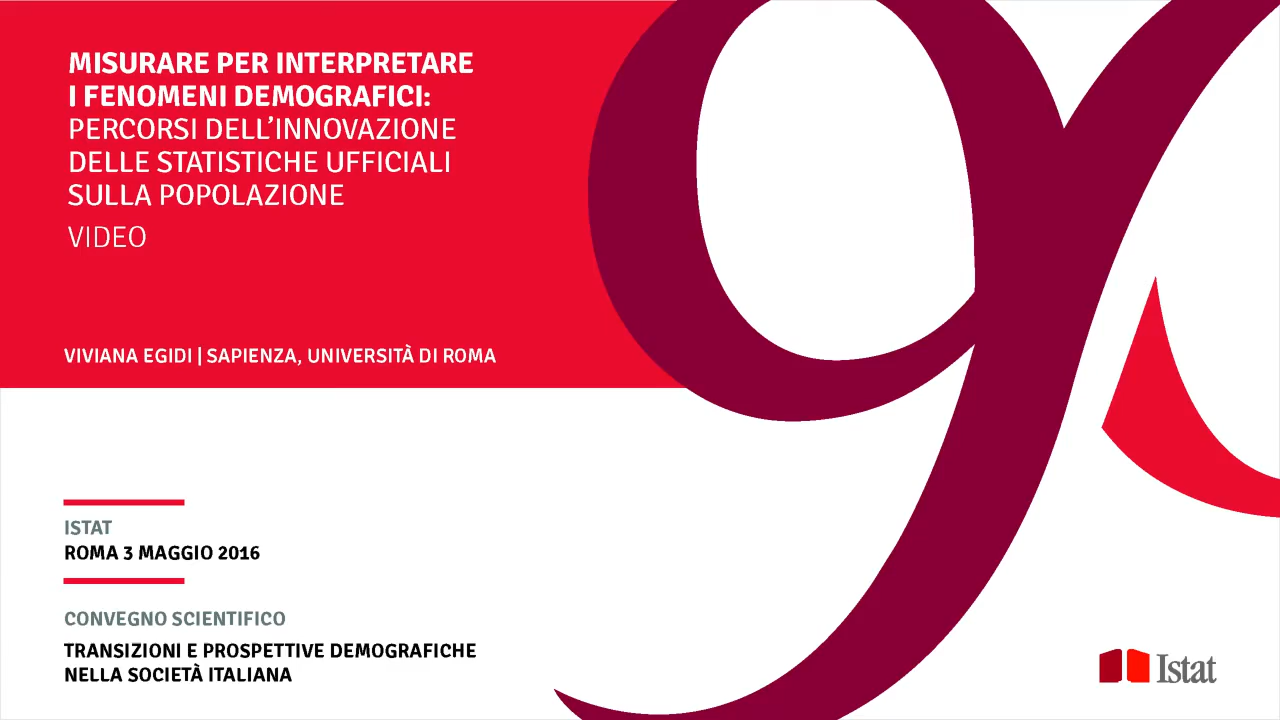 MISURARE PER INTERPRETARE
I FENOMENI DEMOGRAFICI:
PERCORSI DELL'INNOVAZIONE
DELLE STATISTICHE UFFICIALI
SULLA POPOLAZIONE
VIDEO
VIVIANA EGIDI | SAPIENZA, UNIVERSITÀ DI ROMA
ISTAT
ROMA 3 MAGGIO 2016
CONVEGNO SCIENTIFICO
TRANSIZIONI E PROSPETTIVE DEMOGRAFICHE
NELLA SOCIETÀ ITALIANA
Istat